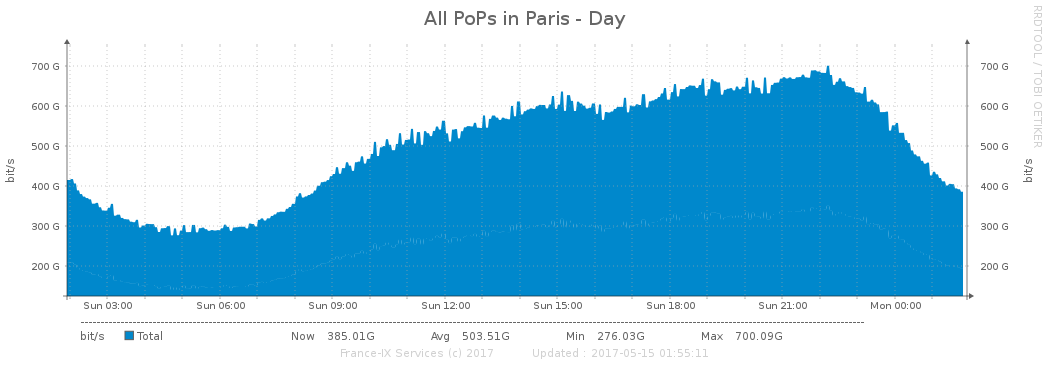 All PoPs in Paris - Day
RRDTOOL / TOBI OETIKER
700 G 700 G
600 G 600 G
500 G 500 G
400 G 400 G
300 G 300 G
200 G 200 G
bit/s bit/s
Sun 03:00 Sun 06:00 Sun 09:00 Sun 12:00 Sun 15:00 Sun 18:00 Sun 21:00 Mon 00:00
bit/s Total Now 385.01G Avg 503.51G Min 276.03G Max 700.09G
France-IX Services (c) 2017 Updated : 2017-05-15 01:55:11